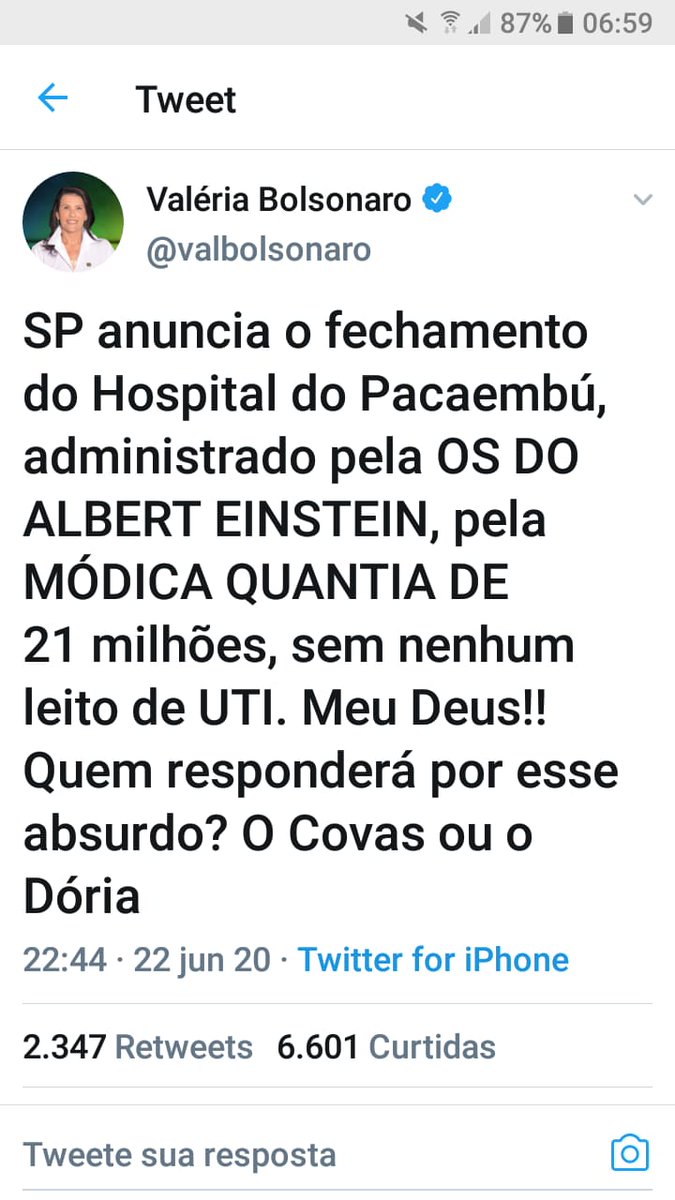 87% 06:59
Tweet
Valéria Bolsonaro
@valbolsonaro
SP anuncia o fechamento
do Hospital do Pacaembú,
administrado pela OS DO
ALBERT EINSTEIN, pela
MÓDICA QUANTIA DE
21 milhões, sem nenhum
leito de UTI. Meu Deus!!
Quem responderá por esse
absurdo? O Covas ou o
Dória
22:44 · 22 jun 20 · Twitter for iPhone
2.347 Retweets 6.601 Curtidas
Tweete sua resposta